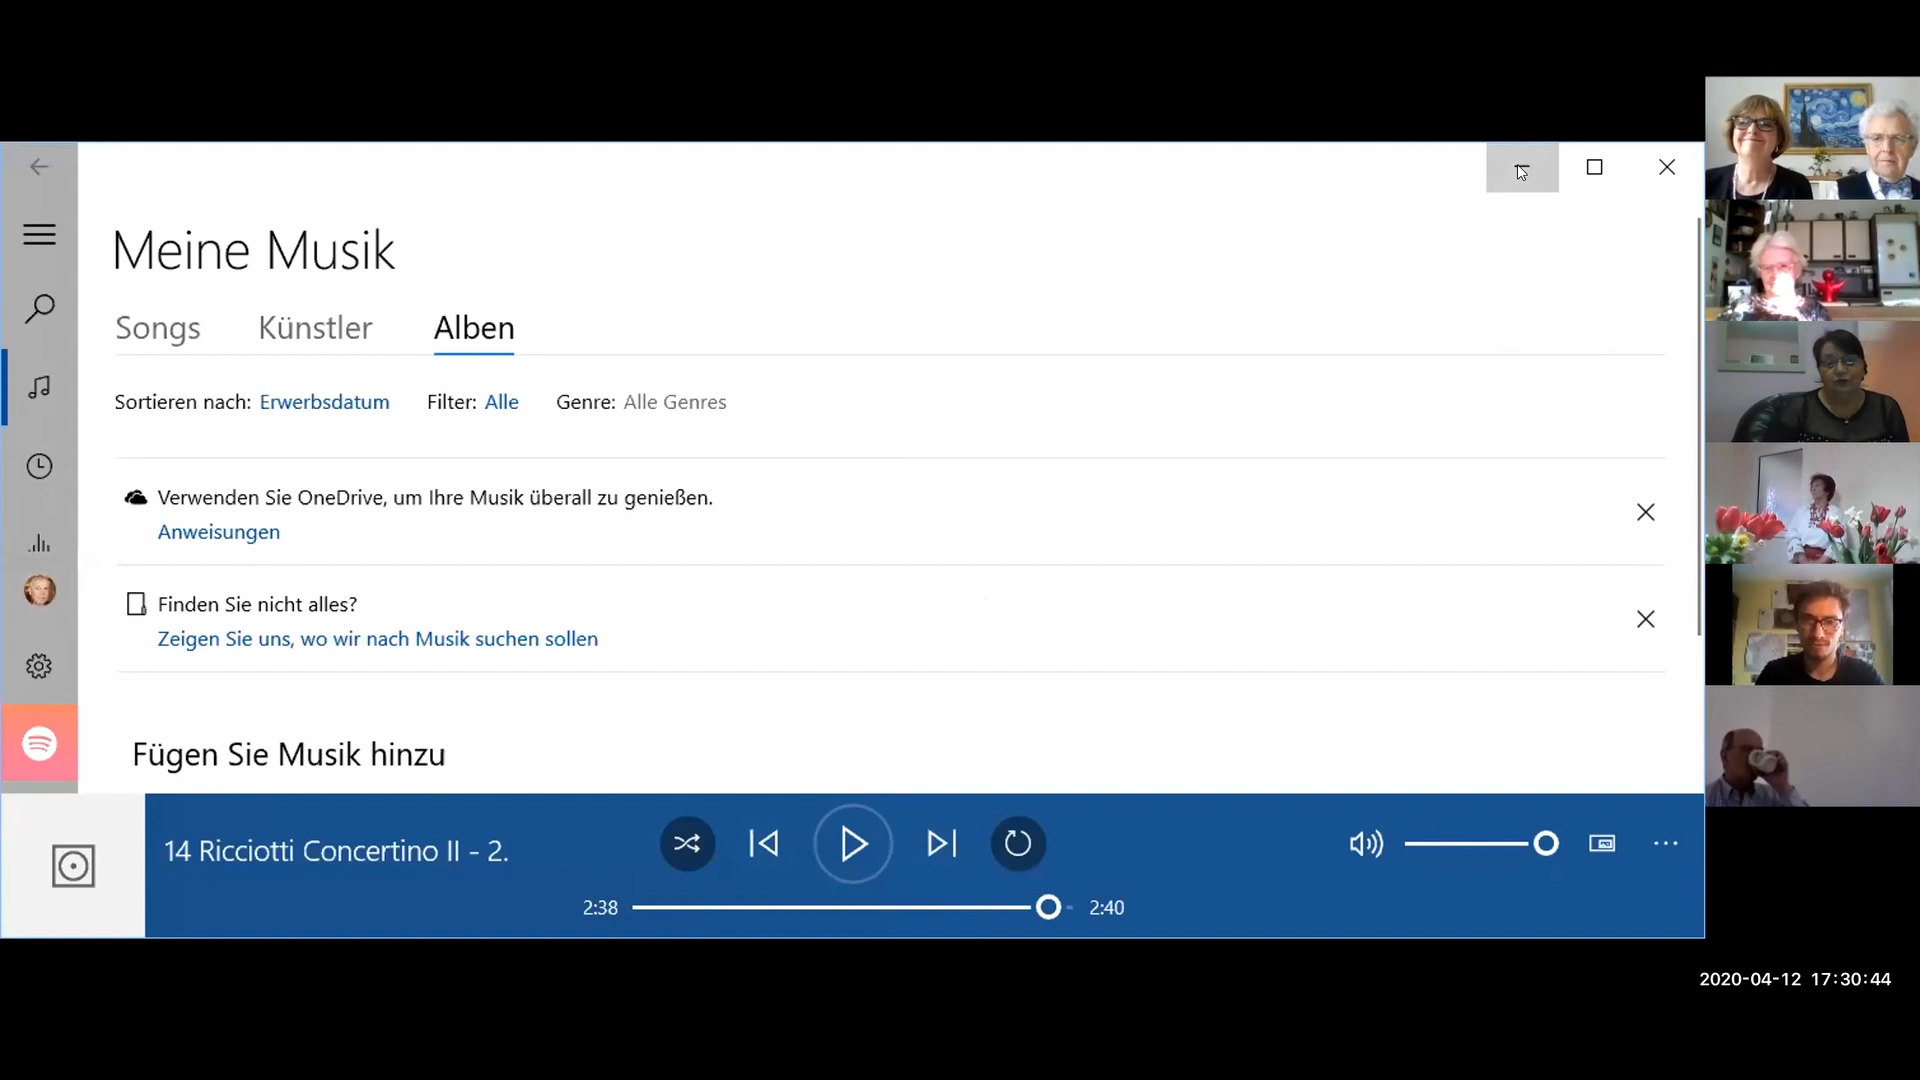 Meine Musik
Songs Künstler Alben
Sortieren nach: Erwerbsdatum Filter: Alle Genre: Alle Genres
Verwenden Sie OneDrive, um Ihre Musik überall zu genießen.
Anweisungen
Finden Sie nicht alles?
Zeigen Sie uns, wo wir nach Musik suchen sollen
Fügen Sie Musik hinzu
14 Ricciotti Concertino II - 2.
2:38 2:40
2020-04-12 17:30:44